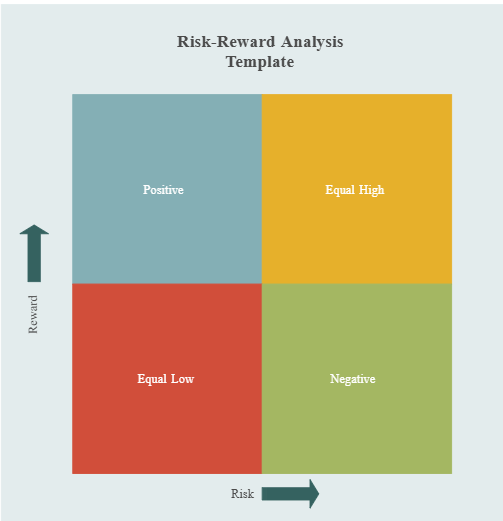 Risk-Reward Analysis
Template
Positive
Equal High
Reward
Equal Low
Negative
Risk